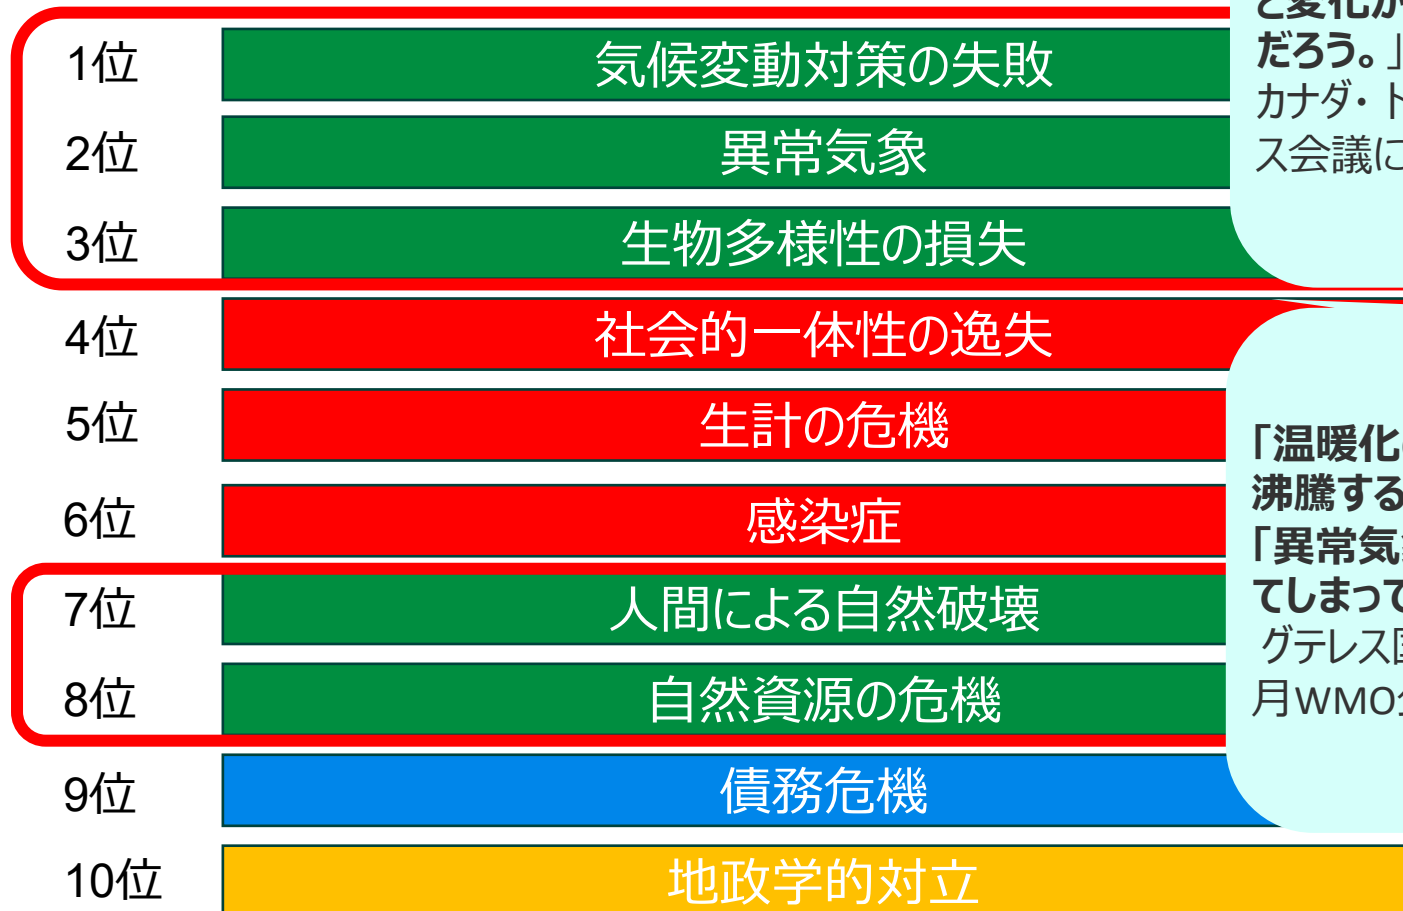 1位 気候変動対策の失敗
2位 異常気象
3位 生物多様性の損失
4位 社会的一体性の逸失
5位 生計の危機
6位 感染症
7位 人間による自然破壊
8位 自然資源の危機
9位 債務危機
10位 地政学的対立
と変化が
だろう。」
カナダ・ト
ス会議に
「温暖化
沸騰する
「異常気
てしまって
グテレス国
月WMO